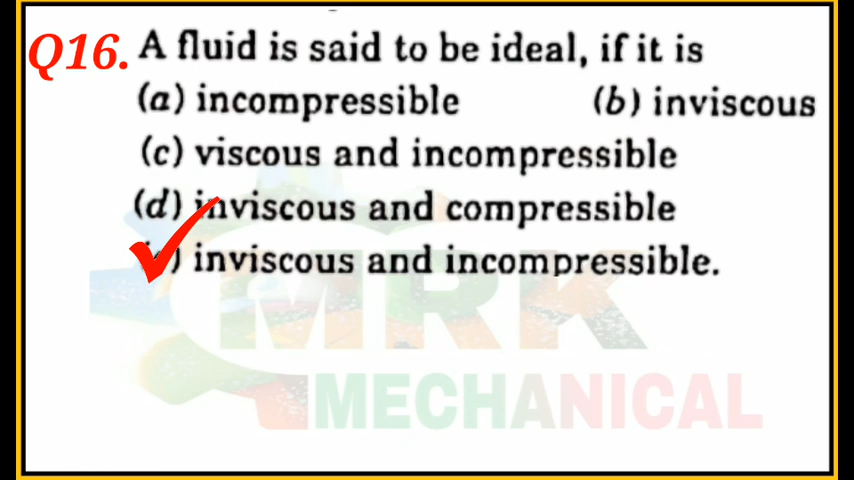 Q16. A fluid is said to be ideal, if it is
(a) incompressible (b) inviscous
(c) viscous and incompressible
(d) inviscous and compressible
) inviscous and incompressible.
MRK
MECHANICAL